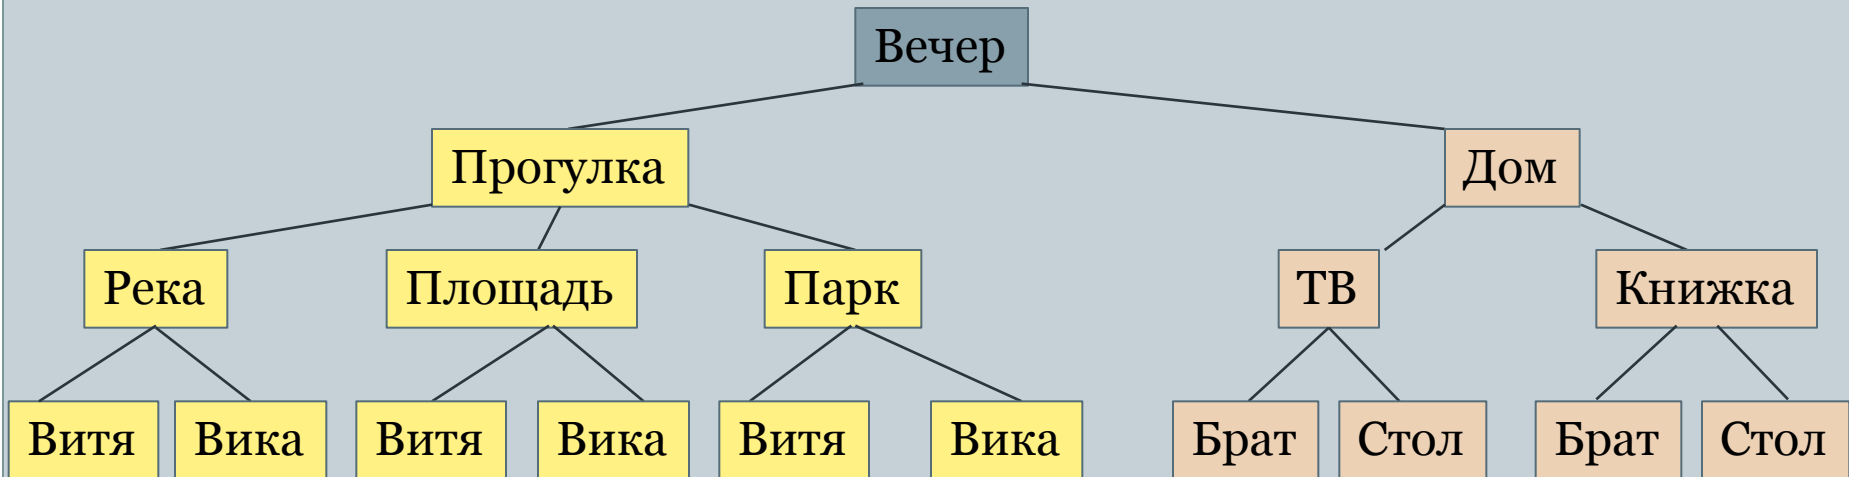 Вечер
Прогулка Дом
Река Площадь Парк ТВ Книжка
Витя Вика Витя Вика Витя Вика Брат Стол Брат Стол